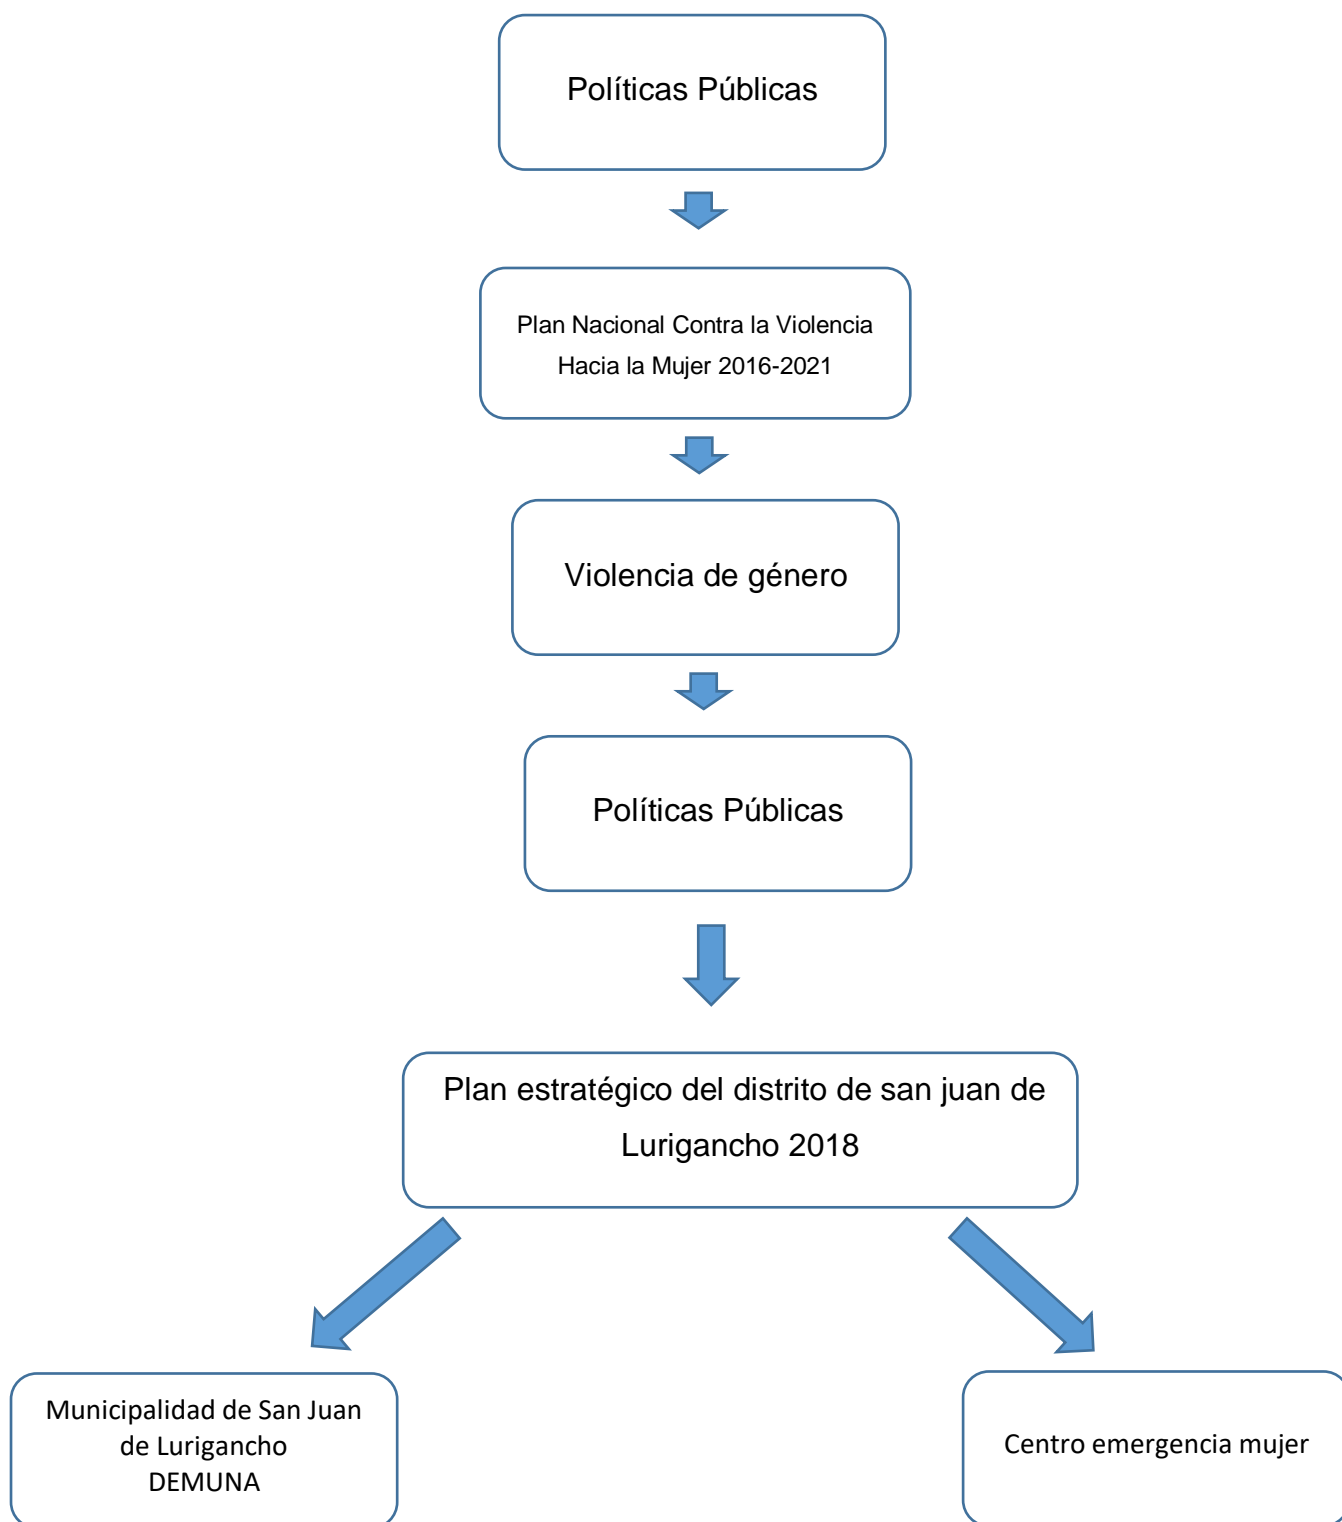 Políticas Públicas
Plan Nacional Contra la Violencia
Hacia la Mujer 2016-2021
Violencia de género
Políticas Públicas
Plan estratégico del distrito de san juan de
Lurigancho 2018
Municipalidad de San Juan
de Lurigancho
DEMUNA
Centro emergencia mujer